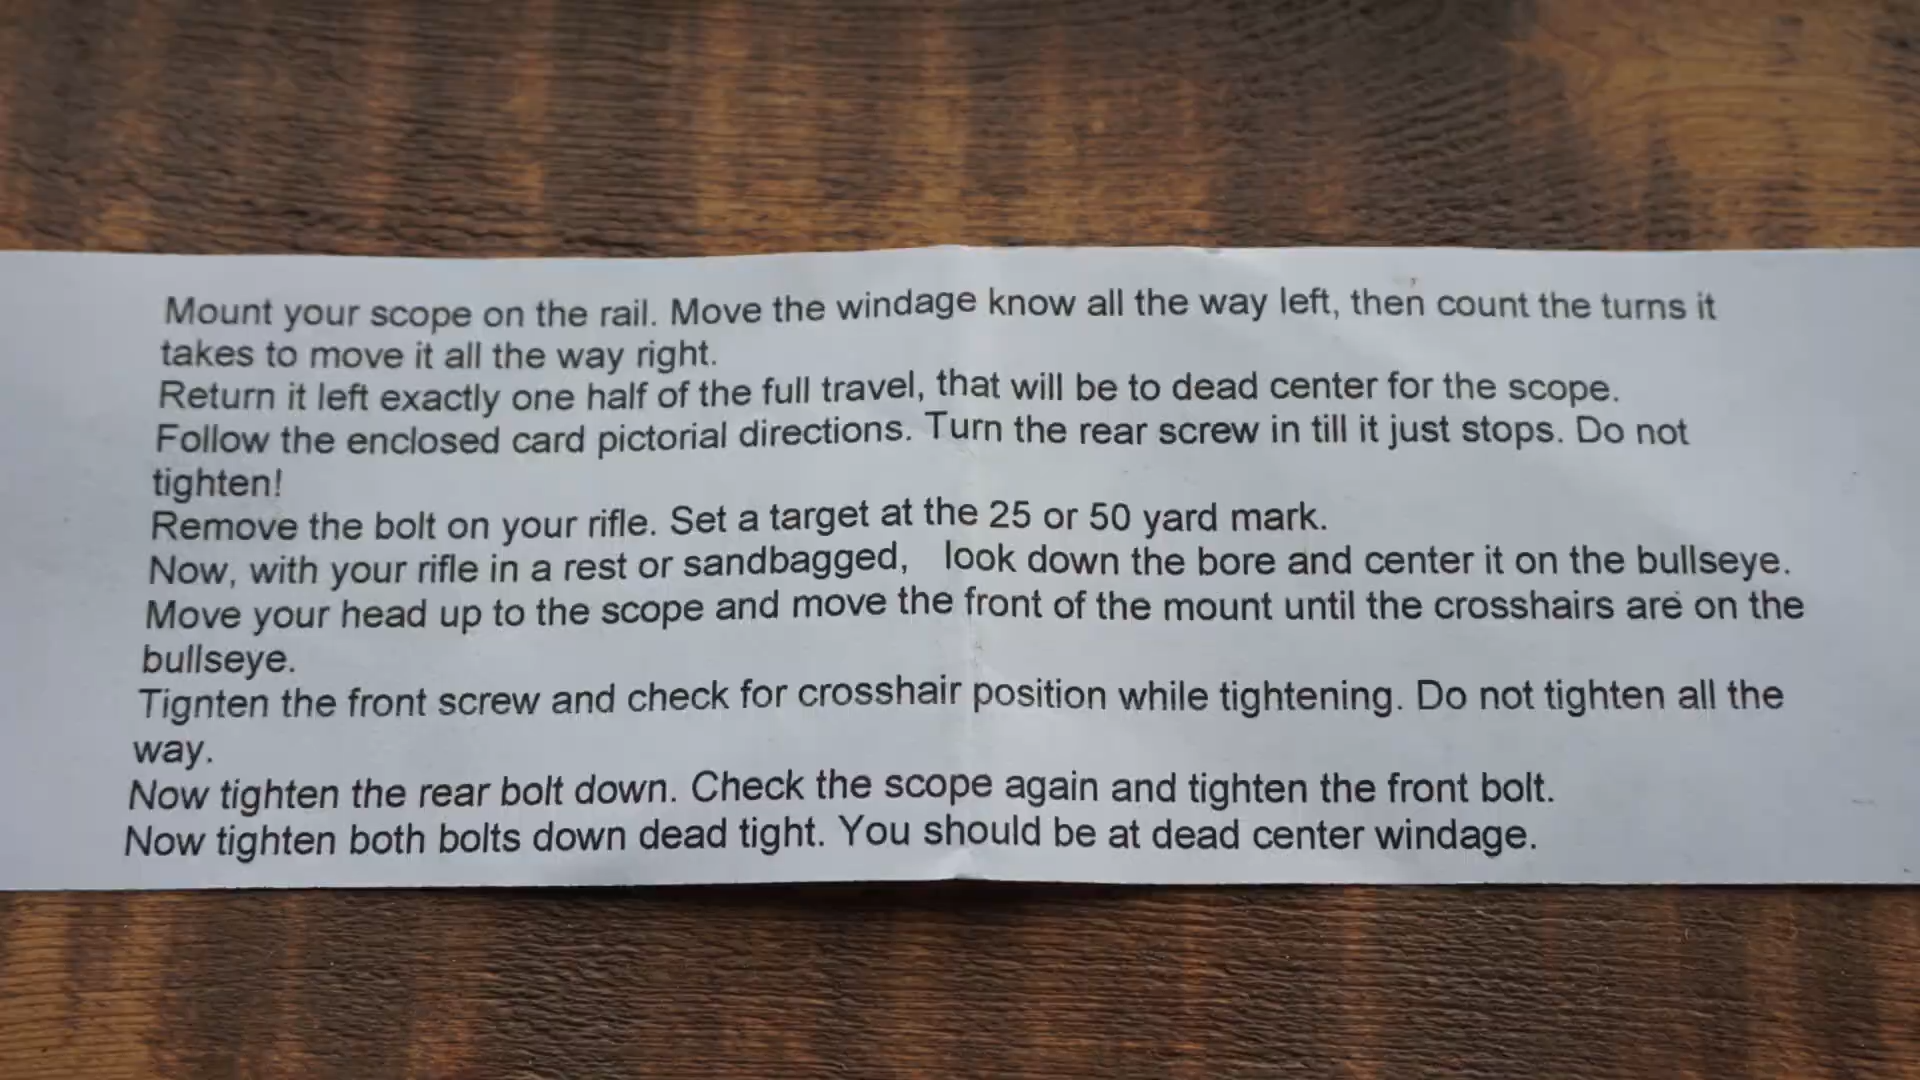 Mount your scope on the rail. Move the windage know all the way left, then count the turns it
takes to move it all the way right.
Return it left exactly one half of the full travel, that will be to dead center for the scope.
Follow the enclosed card pictorial directions. Turn the rear screw in till it just stops. Do not
tighten!
Remove the bolt on your rifle. Set a target at the 25 or 50 yard mark.
Now, with your rifle in a rest or sandbagged, look down the bore and center it on the bullseye.
Move your head up to the scope and move the front of the mount until the crosshairs are on the
bullseye.
Tignten the front screw and check for crosshair position while tightening. Do not tighten all the
way.
Now tighten the rear bolt down. Check the scope again and tighten the front bolt.
Now tighten both bolts down dead tight. You should be at dead center windage.